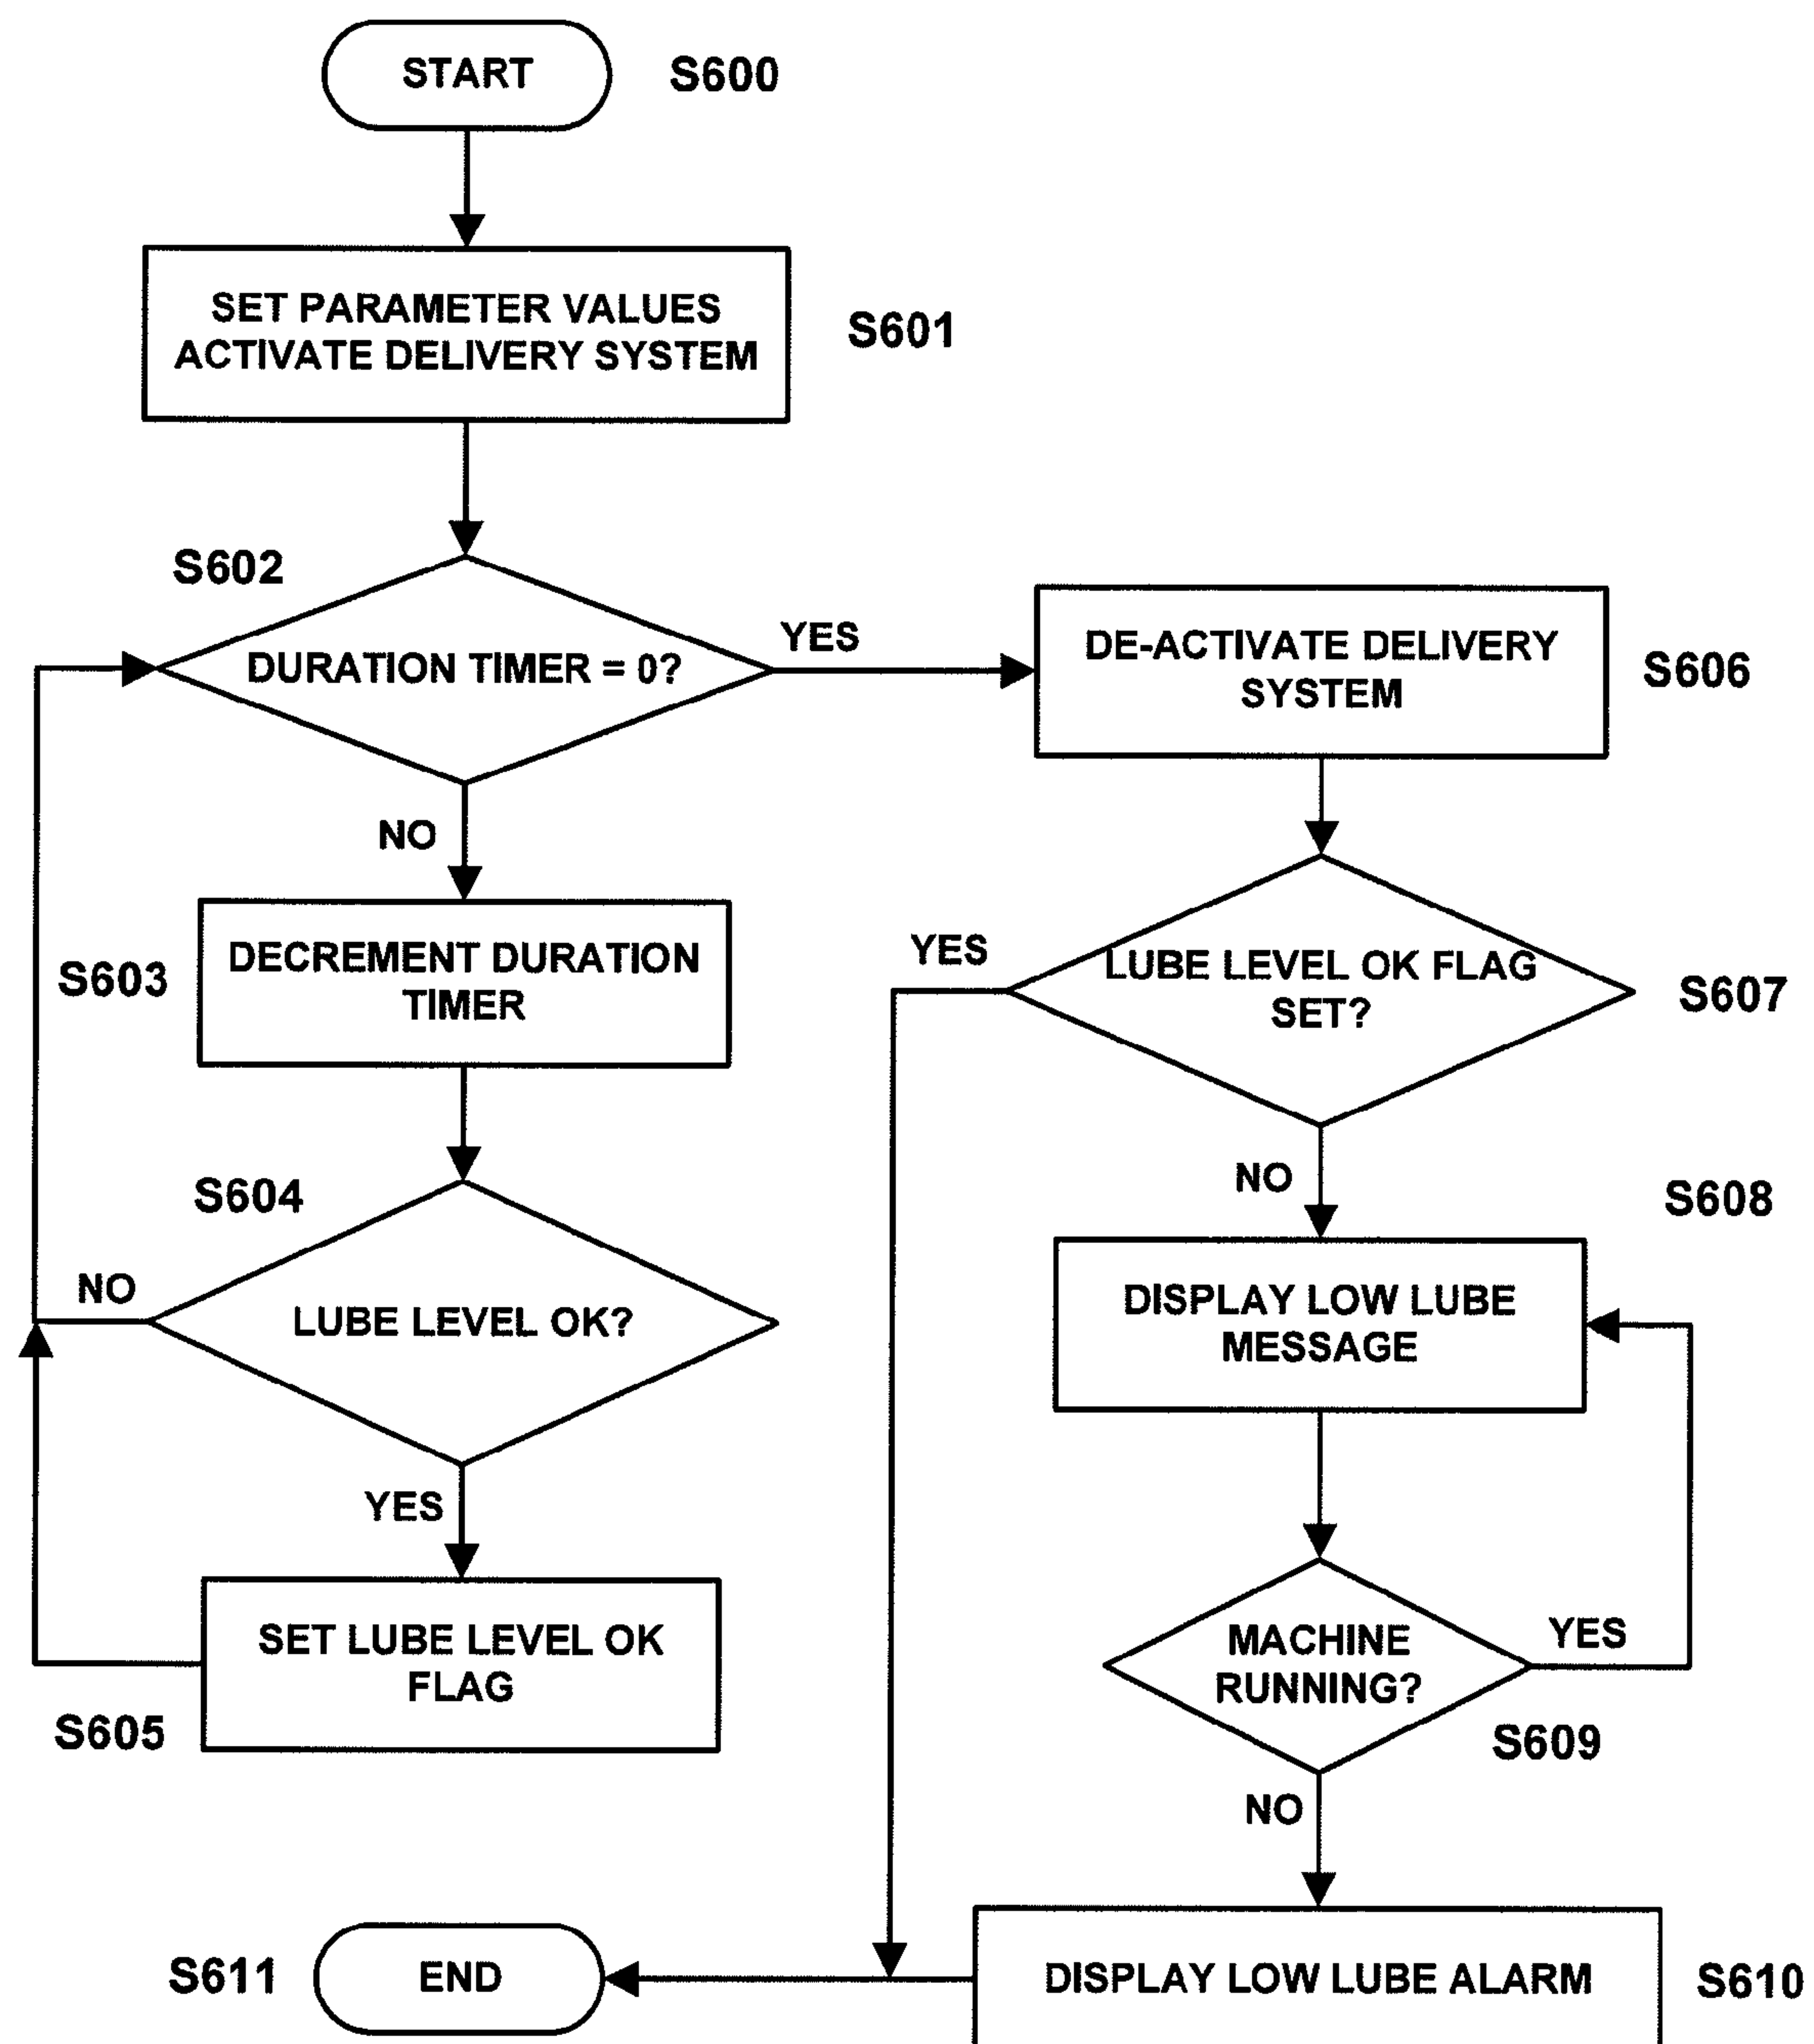 START
S600
SET PARAMETER VALUES
ACTIVATE DELIVERY SYSTEM
S601
S602
DURATION TIMER = 0?
YES
NO
DE-ACTIVATE DELIVERY
SYSTEM
S606
DECREMENT DURATION
TIMER
S603
YES
LUBE LEVEL OK FLAG
SET?
S607
NO
S604
LUBE LEVEL OK?
NO
YES
S608
DISPLAY LOW LUBE
MESSAGE
SET LUBE LEVEL OK
FLAG
S605
MACHINE
RUNNING?
YES
S609
NO
S611
END
DISPLAY LOW LUBE ALARM
S610